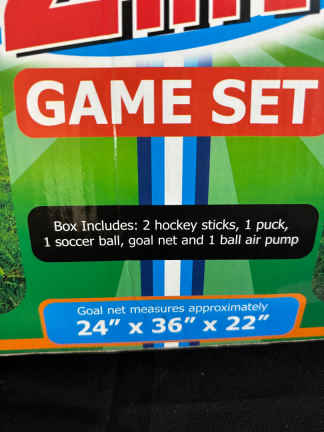 GAME SET
Box Includes: 2 hockey sticks, 1 puck,
1 soccer ball, goal net and 1 ball air pump
Goal net measures approximately
24" x 36" x 22"